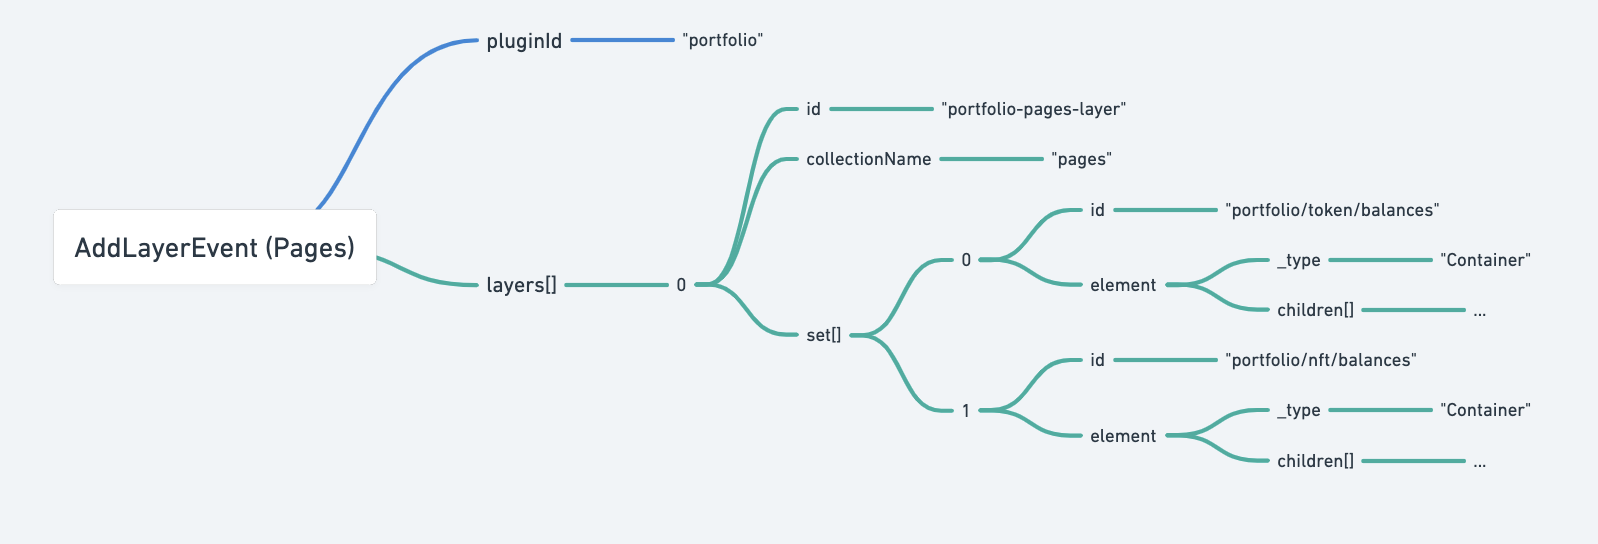 pluginId
"portfolio"
id
"portfolio-pages-layer"
collectionName
"pages"
id
"portfolio/token/balances"
AddLayerEvent (Pages)
0
_type
"Container"
layers[]
0
element
children[]
...
set[]
id
"portfolio/nft/balances"
1
_type
"Container"
element
children[]
...